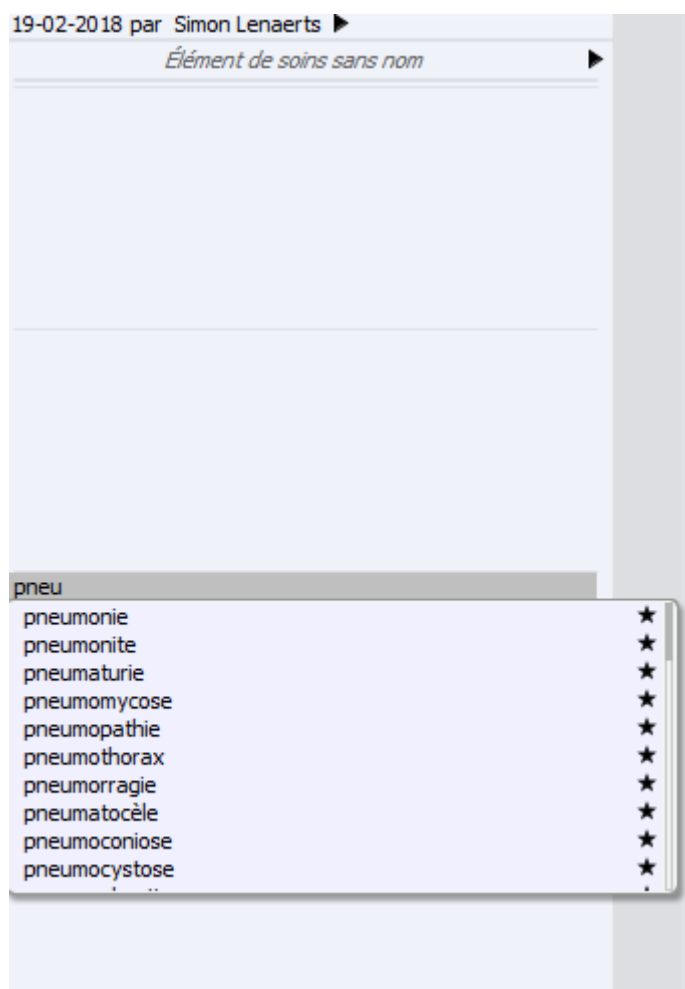 19-02-2018 par Simon Lenaerts ▶
Élément de soins sans nom ▶
pneu
pneumonie ★
pneumonite ★
pneumaturie ★
pneumomycose ★
pneumopathie ★
pneumothorax ★
pneumorragie ★
pneumatocèle ★
pneumoconiose ★
pneumocystose ★